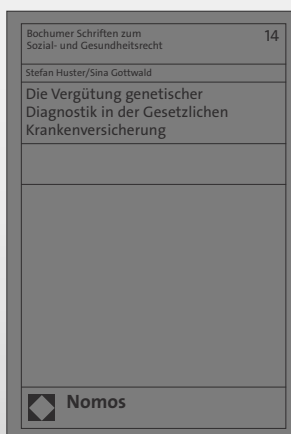 Bochumer Schriften zum
Sozial- und Gesundheitsrecht
14
Stefan Huster/Sina Gottwald
Die Vergütung genetischer
Diagnostik in der Gesetzlichen
Krankenversicherung
Nomos